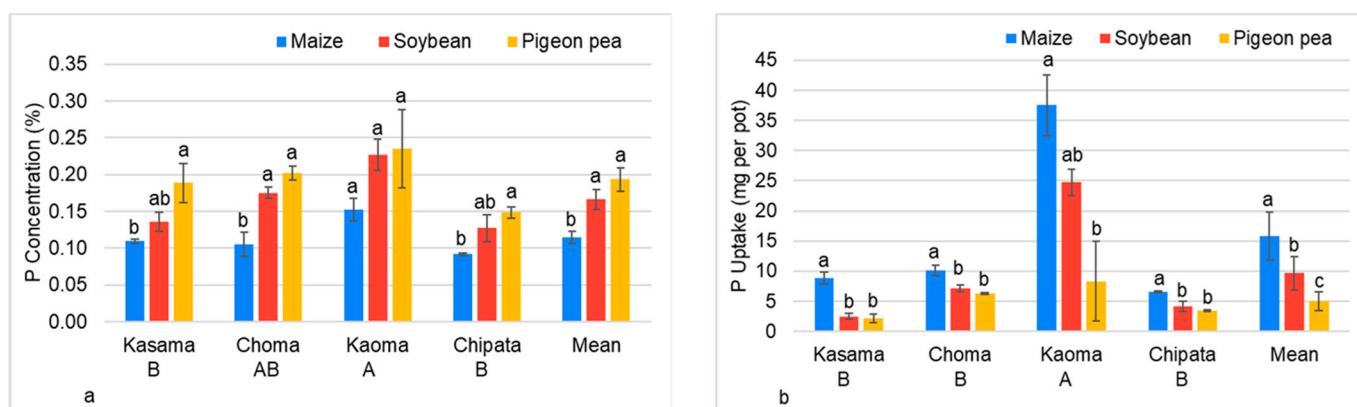 Maize Soybean Pigeon pea
P Concentration (%)
0.35
0.30
0.25
0.20
0.15
0.10
0.05
0.00
b ab a
b a a
a a a
b ab a
b a a
Kasama Choma Kaoma Chipata Mean
B AB A B
a
Maize Soybean Pigeon pea
P Uptake (mg per pot)
45
40
35
30
25
20
15
10
5
0
a b b
a b b
a ab b
a b b
a b c
Kasama Choma Kaoma Chipata Mean
B B A B
b